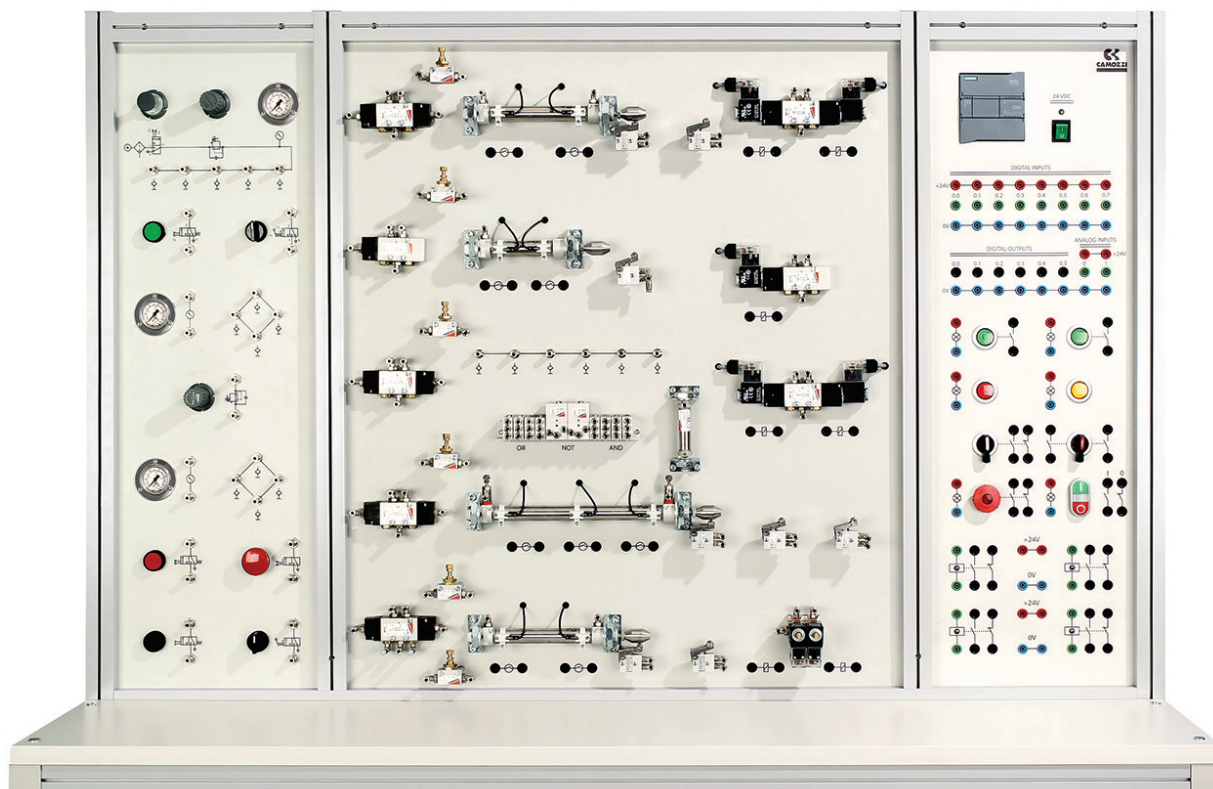 CAMOZZI
24 VDC
DIGITAL INPUTS
+24V
0.0 0.1 0.2 0.3 0.4 0.5 0.6 0.7
0V
DIGITAL OUTPUTS
ANALOG INPUTS
0.0 0.1 0.2 0.3 0.4 0.5 0 1 +24V
0V
OR NOT AND
I O
+24V
0V
+24V
0V